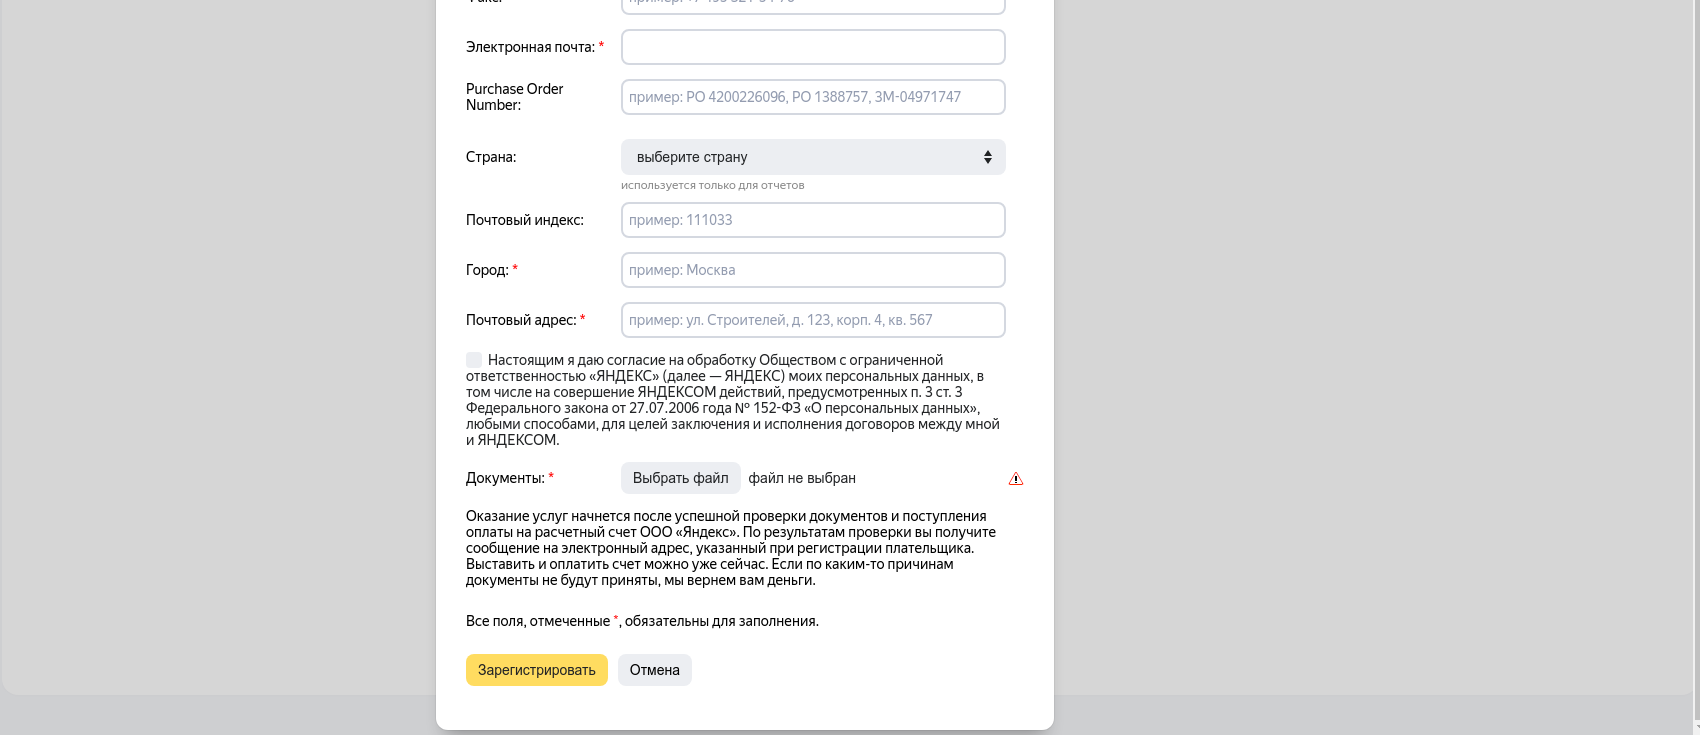 Электронная почта: *
Purchase Order
Number:
пример: PO 4200226096, PO 1388757, 3M-04971747
Страна:
выберите страну
используется только для отчетов
Почтовый индекс:
пример: 111033
Город: *
пример: Москва
Почтовый адрес: *
пример: ул. Строителей, д. 123, корп. 4, кв. 567
Настоящим я даю согласие на обработку Обществом с ограниченной
ответственностью «ЯНДЕКС» (далее — ЯНДЕКС) моих персональных данных, в
том числе на совершение ЯНДЕКСОМ действий, предусмотренных п. 3 ст. 3
Федерального закона от 27.07.2006 года № 152-ФЗ «О персональных данных»,
любыми способами, для целей заключения и исполнения договоров между мной
и ЯНДЕКСОМ.
Документы: *
Выбрать файл
файл не выбран
Оказание услуг начнется после успешной проверки документов и поступления
оплаты на расчетный счет ООО «Яндекс». По результатам проверки вы получите
сообщение на электронный адрес, указанный при регистрации плательщика.
Выставить и оплатить счет можно уже сейчас. Если по каким-то причинам
документы не будут приняты, мы вернем вам деньги.
Все поля, отмеченные *, обязательны для заполнения.
Зарегистрировать
Отмена